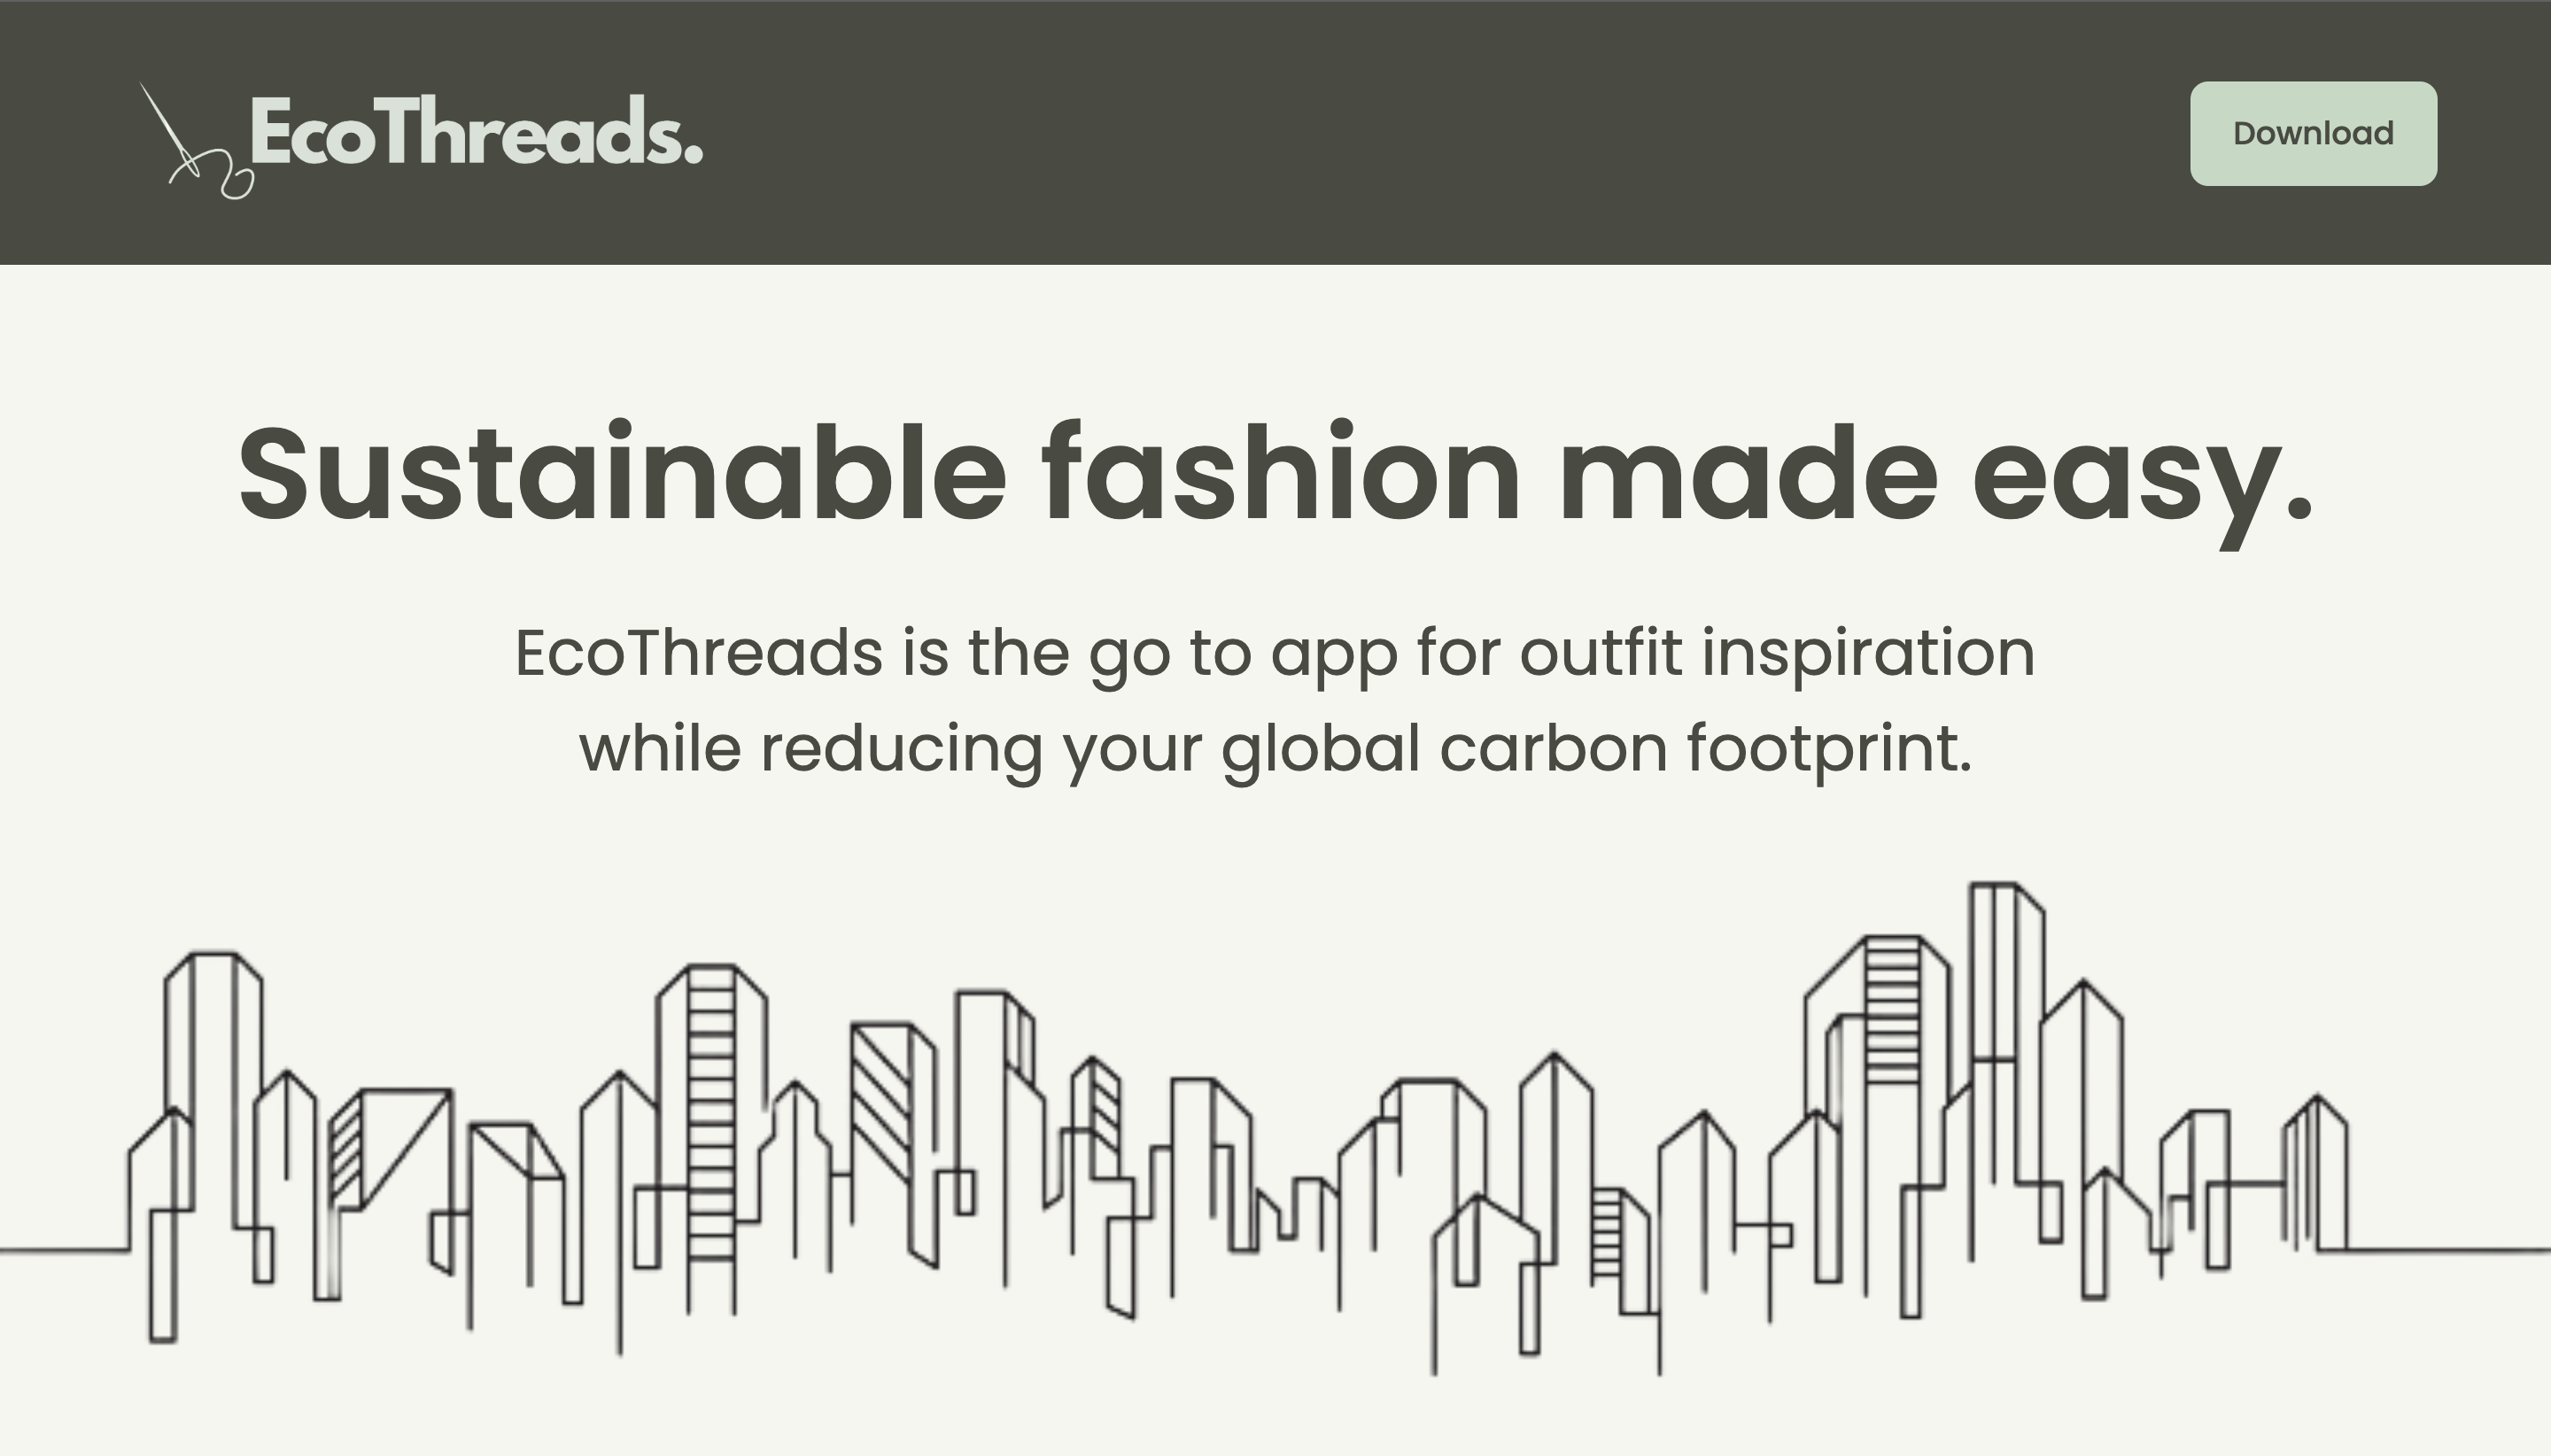 EcoThreads.
Download
Sustainable fashion made easy.
EcoThreads is the go to app for outfit inspiration
while reducing your global carbon footprint.